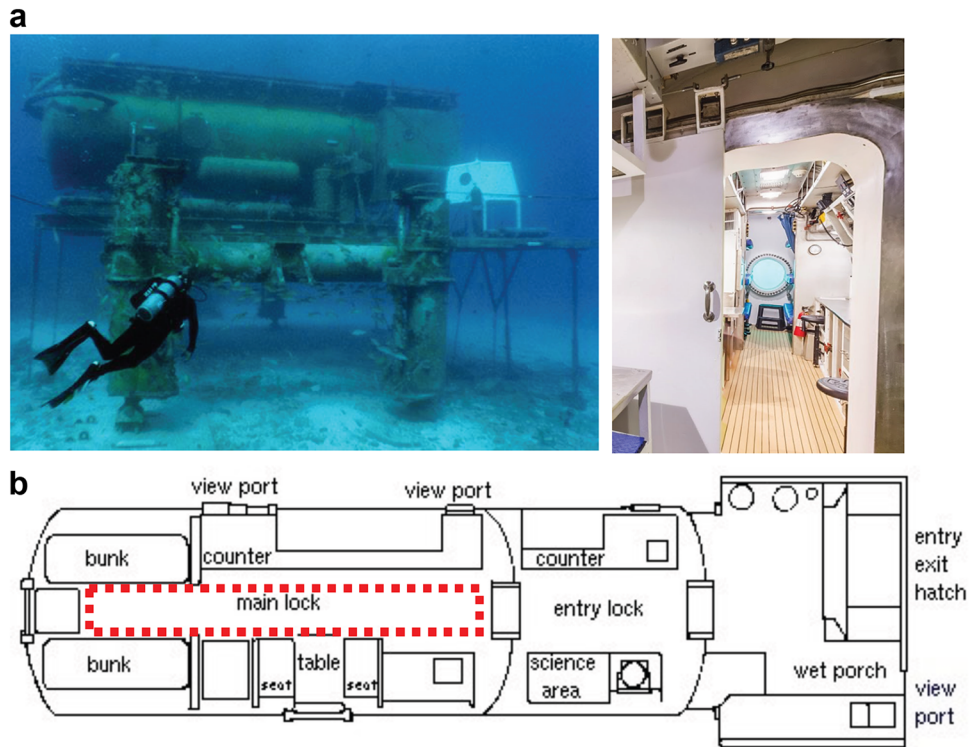 a
b
view port
view port
bunk
counter
counter
entry
exit
hatch
main lock
entry lock
bunk
table
seat
seat
science
area
wet porch
view
port